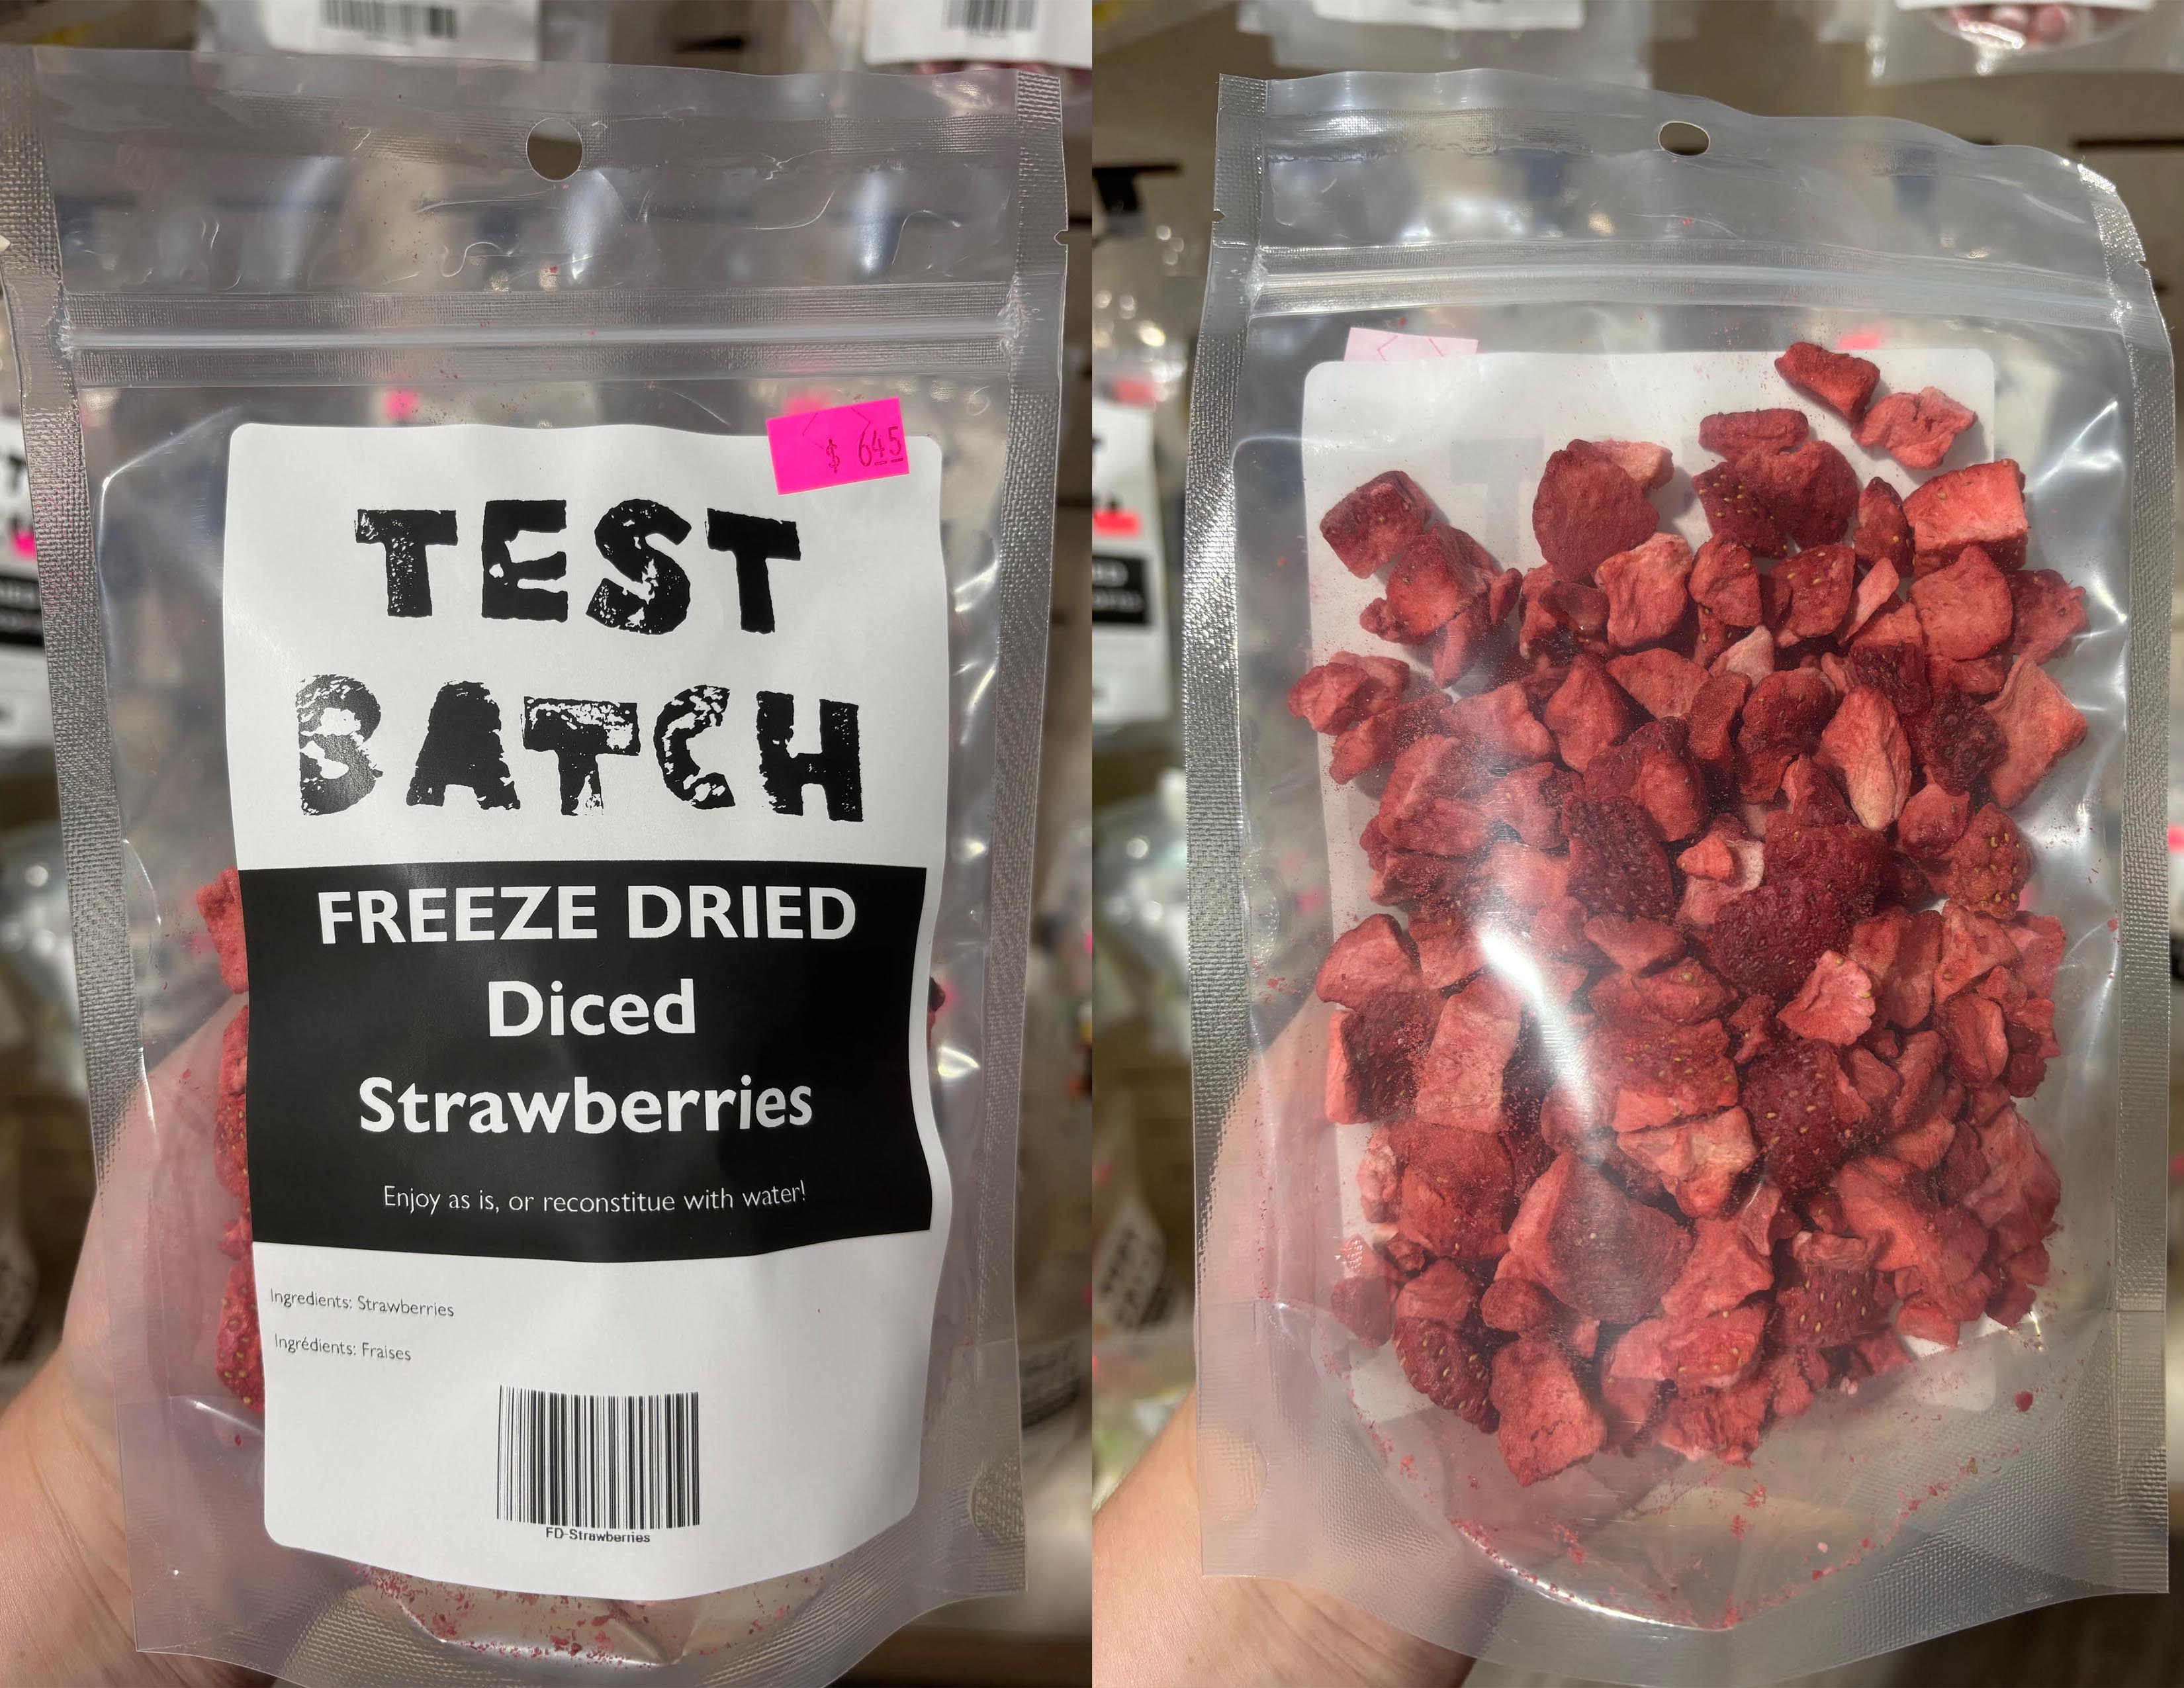 $ 6.45
TEST
BATCH
FREEZE DRIED
Diced
Strawberries
Enjoy as is, or reconstitue with water!
Ingredients: Strawberries
Ingrédients: Fraises
FD-Strawberries